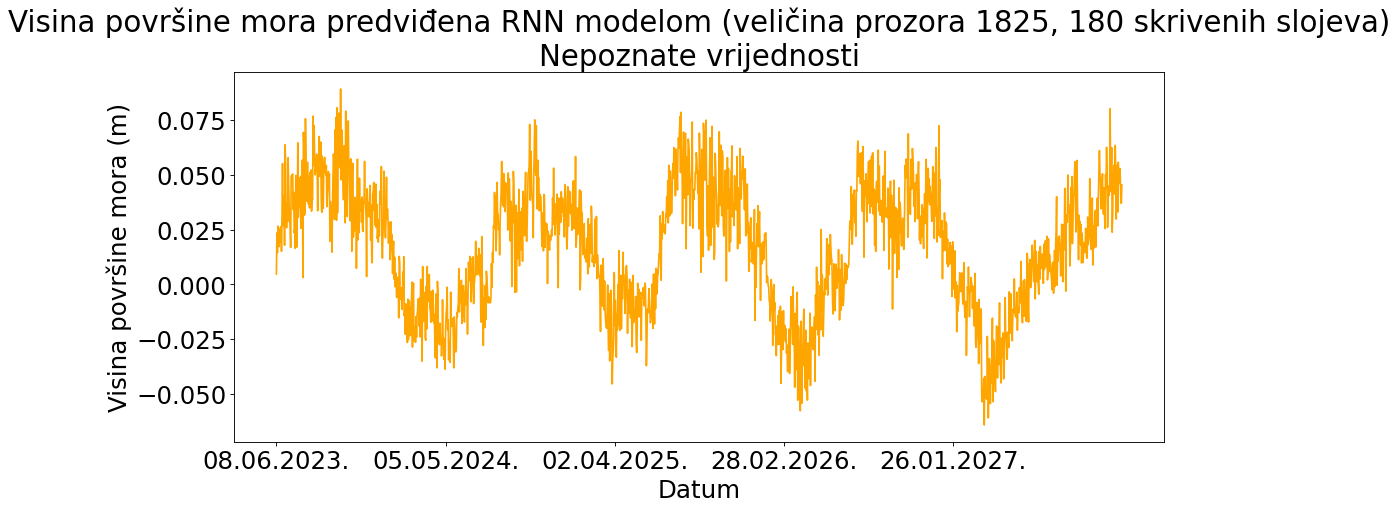 Visina površine mora predviđena RNN modelom (veličina prozora 1825, 180 skrivenih slojeva)
Nepoznate vrijednosti
Visina površine mora (m)
0.075
0.050
0.025
0.000
−0.025
−0.050
08.06.2023. 05.05.2024. 02.04.2025. 28.02.2026. 26.01.2027.
Datum